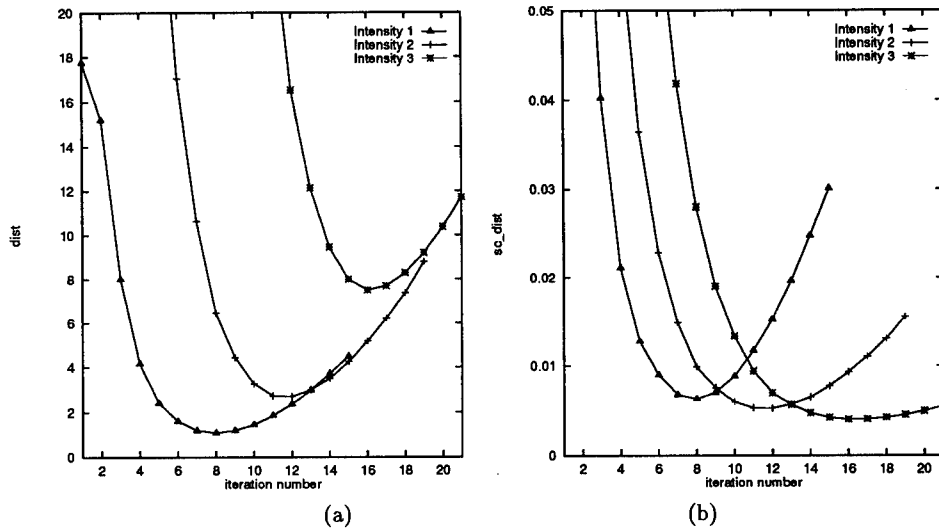 20
18
16
14
12
10
8
6
4
2
0
dist
Intensity 1
Intensity 2
Intensity 3
2 4 6 8 10 12 14 16 18 20
iteration number
(a)
0.05
0.04
0.03
0.02
0.01
0
sc_dist
Intensity 1
Intensity 2
Intensity 3
2 4 6 8 10 12 14 16 18 20
iteration number
(b)